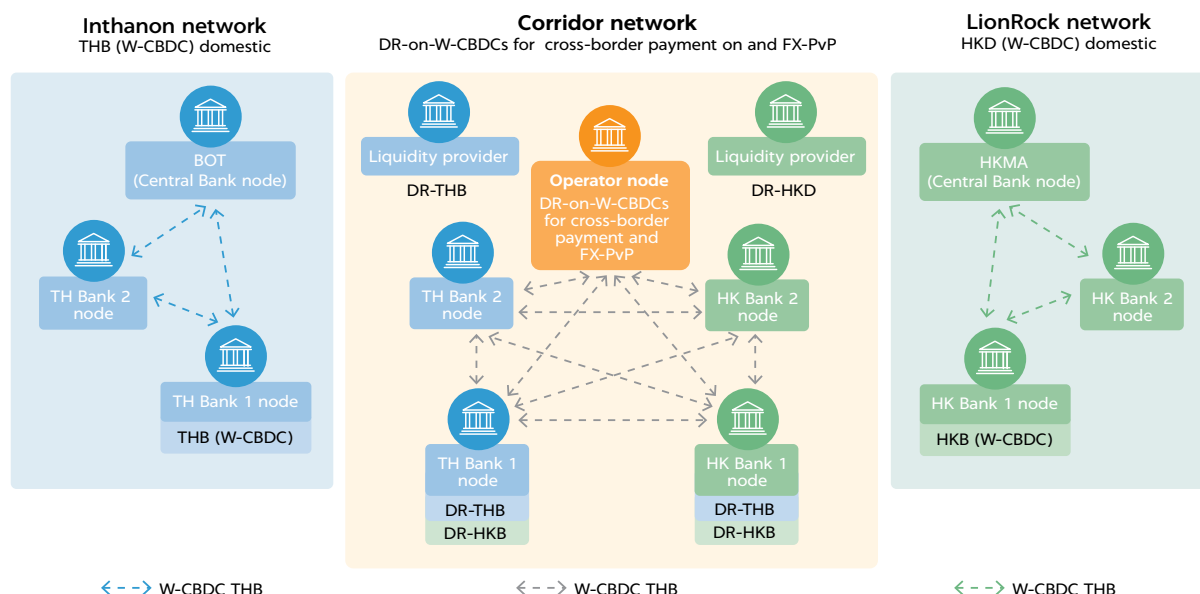 Inthanon network
THB (W-CBDC) domestic
BOT
(Central Bank node)
TH Bank 2
node
TH Bank 1 node
THB (W-CBDC)
W-CBDC THB
Corridor network
DR-on-W-CBDCs for cross-border payment on and FX-PvP
Liquidity provider
DR-THB
Operator node
DR-on-W-CBDCs
for cross-border
payment and
FX-PvP
Liquidity provider
DR-HKD
TH Bank 2
node
HK Bank 2
node
TH Bank 1
node
DR-THB
DR-HKB
HK Bank 1
node
DR-THB
DR-HKB
W-CBDC THB
LionRock network
HKD (W-CBDC) domestic
HKMA
(Central Bank node)
HK Bank 2
node
HK Bank 1 node
HKB (W-CBDC)
W-CBDC THB